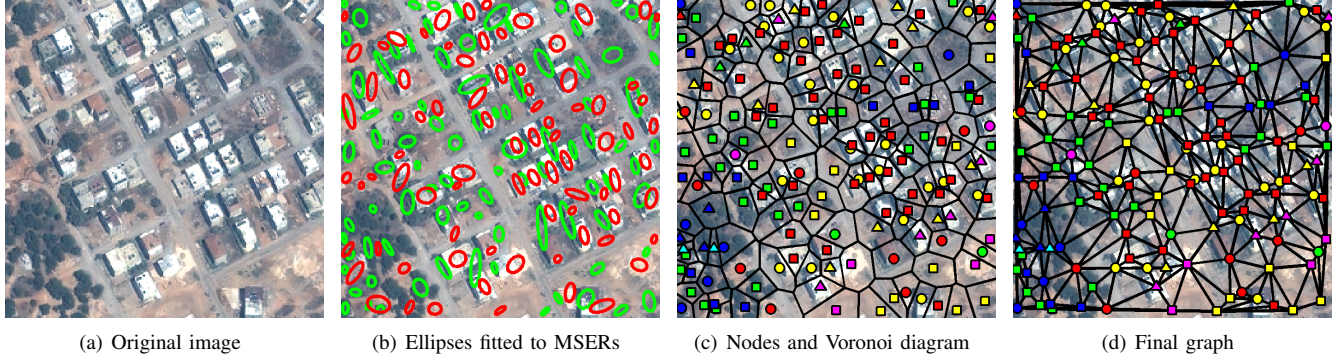 (a) Original image
(b) Ellipses fitted to MSERs
(c) Nodes and Voronoi diagram
(d) Final graph